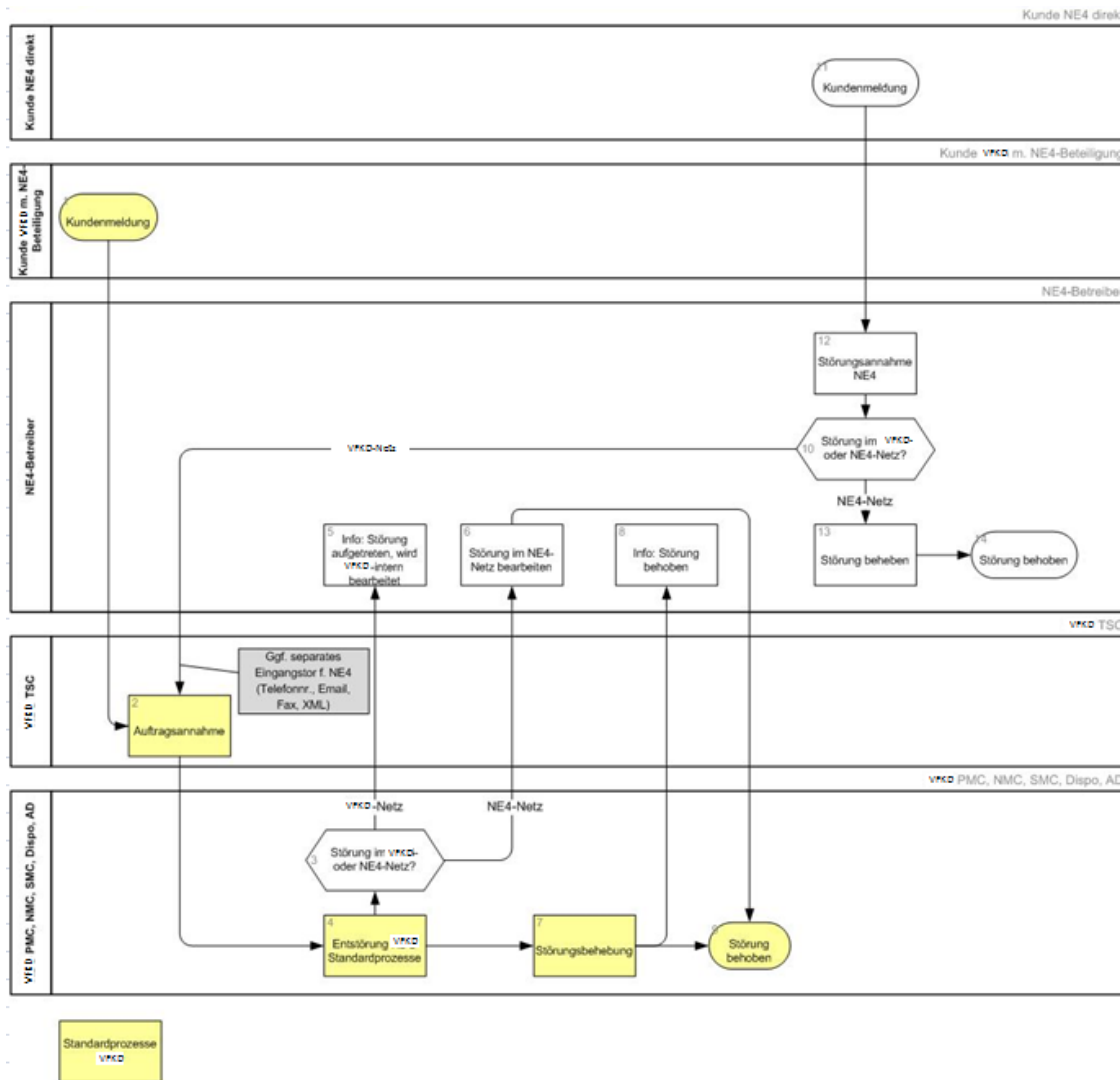 Kunde NE4 direkt
Kunde NE4 direkt
11
Kundenmeldung
Kunde VFKD m. NE4-Beteiligung
Kunde VFKD m. NE4-
Beteiligung
1
Kundenmeldung
NE4-Betreiber
NE4-Betreiber
12
Störungsannahme
NE4
10
Störung im VFKD-
oder NE4-Netz?
VFKD-Netz
NE4-Netz
5
Info: Störung
aufgetreten, wird
VFKD-intern
bearbeitet
6
Störung im NE4-
Netz bearbeiten
8
Info: Störung
behoben
13
Störung beheben
14
Störung behoben
VFKD TSC
VFKD TSC
Ggf. separates
Eingangstor f. NE4
(Telefonnr., Email,
Fax, XML)
2
Auftragsannahme
VFKD PMC, NMC, SMC, Dispo, AD
VFKD PMC, NMC, SMC, Dispo, AD
VFKD-Netz
NE4-Netz
3
Störung im VFKD-
oder NE4-Netz?
4
Entstörung VFKD
Standardprozesse
7
Störungsbehebung
9
Störung
behoben
Standardprozesse
VFKD